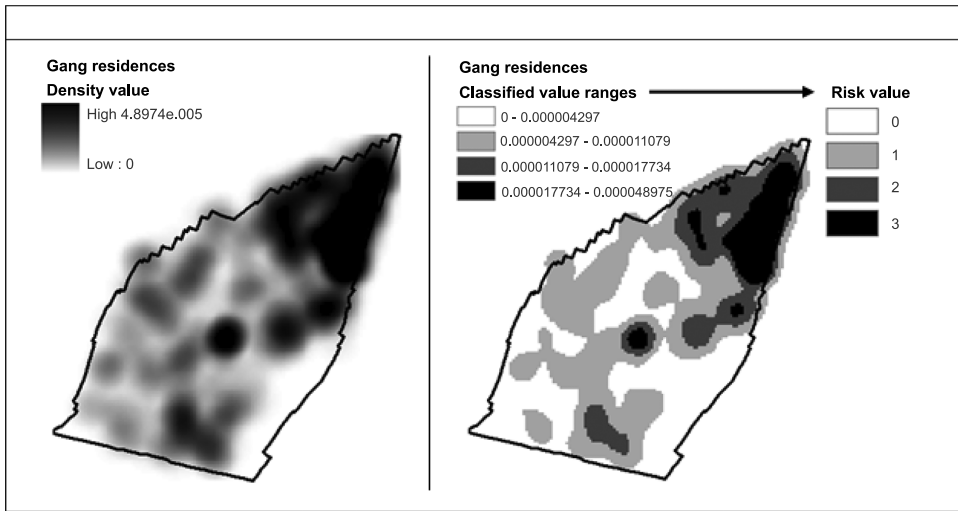 Gang residences
Density value
High 4.8974e.005
Low : 0
Gang residences
Classified value ranges
Risk value
0 - 0.000004297
0.000004297 - 0.000011079
0.000011079 - 0.000017734
0.000017734 - 0.000048975
0
1
2
3